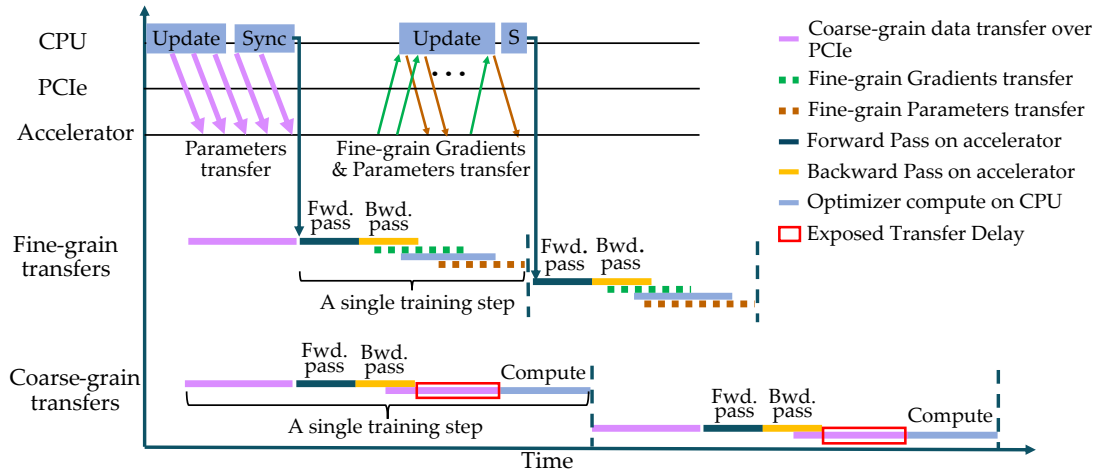 CPU
Update
Sync
Update
S
PCIe
Accelerator
Parameters
transfer
Fine-grain Gradients
& Parameters transfer
Coarse-grain data transfer over
PCIe
Fine-grain Gradients transfer
Fine-grain Parameters transfer
Forward Pass on accelerator
Backward Pass on accelerator
Optimizer compute on CPU
Exposed Transfer Delay
Fine-grain
transfers
Fwd.
pass
Bwd.
pass
A single training step
Fwd.
pass
Bwd.
pass
Coarse-grain
transfers
Fwd.
pass
Bwd.
pass
Compute
A single training step
Fwd.
pass
Bwd.
pass
Compute
Time